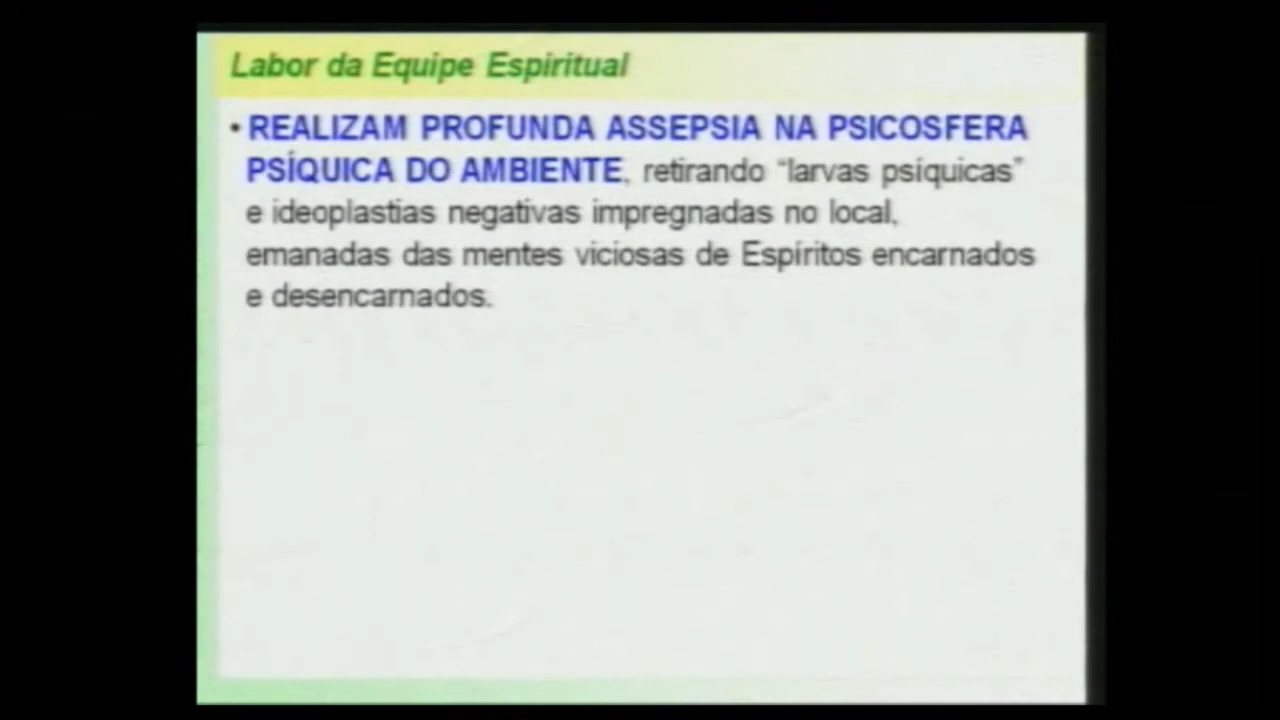 Labor da Equipe Espiritual
• REALIZAM PROFUNDA ASSEPSIA NA PSICOSFERA
PSÍQUICA DO AMBIENTE, retirando “larvas psíquicas”
e ideoplastias negativas impregnadas no local,
emanadas das mentes viciosas de Espíritos encarnados
e desencarnados.